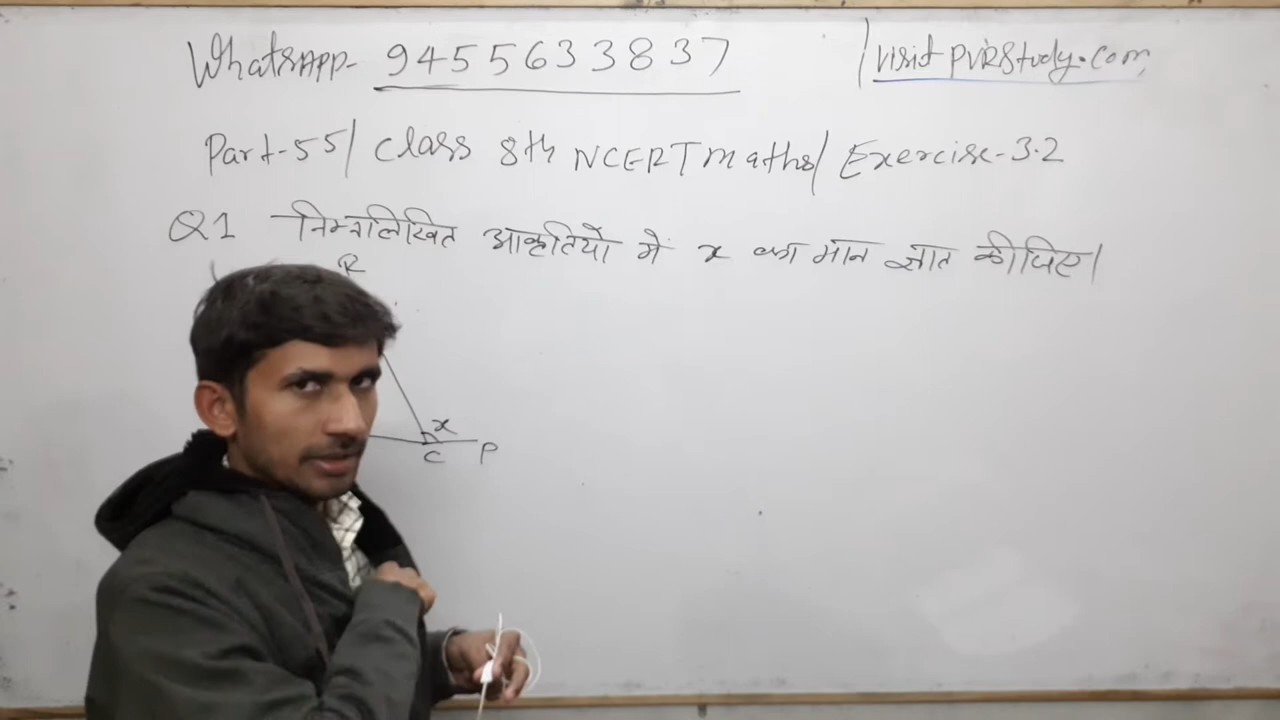 WhatsAPP- 9455633837 / visit PVRStudy.com
Part-55/ Class 8th NCERT maths/ Exercise-3.2
Q1 निम्नलिखित आकृतियों में x का मान ज्ञात कीजिए।
R
x
C P